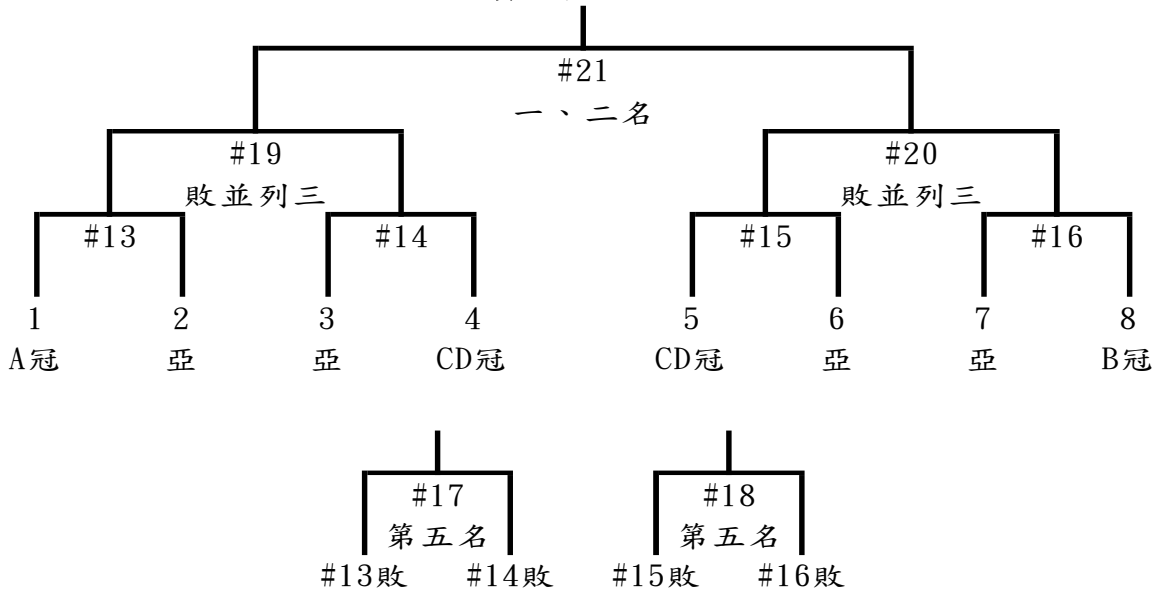 #21
一、二名
#19 #20
敗並列三 敗並列三
#13 #14 #15 #16
1 2 3 4 5 6 7 8
A冠 亞 亞 CD冠 CD冠 亞 亞 B冠
#17 #18
第五名 第五名
#13敗 #14敗 #15敗 #16敗